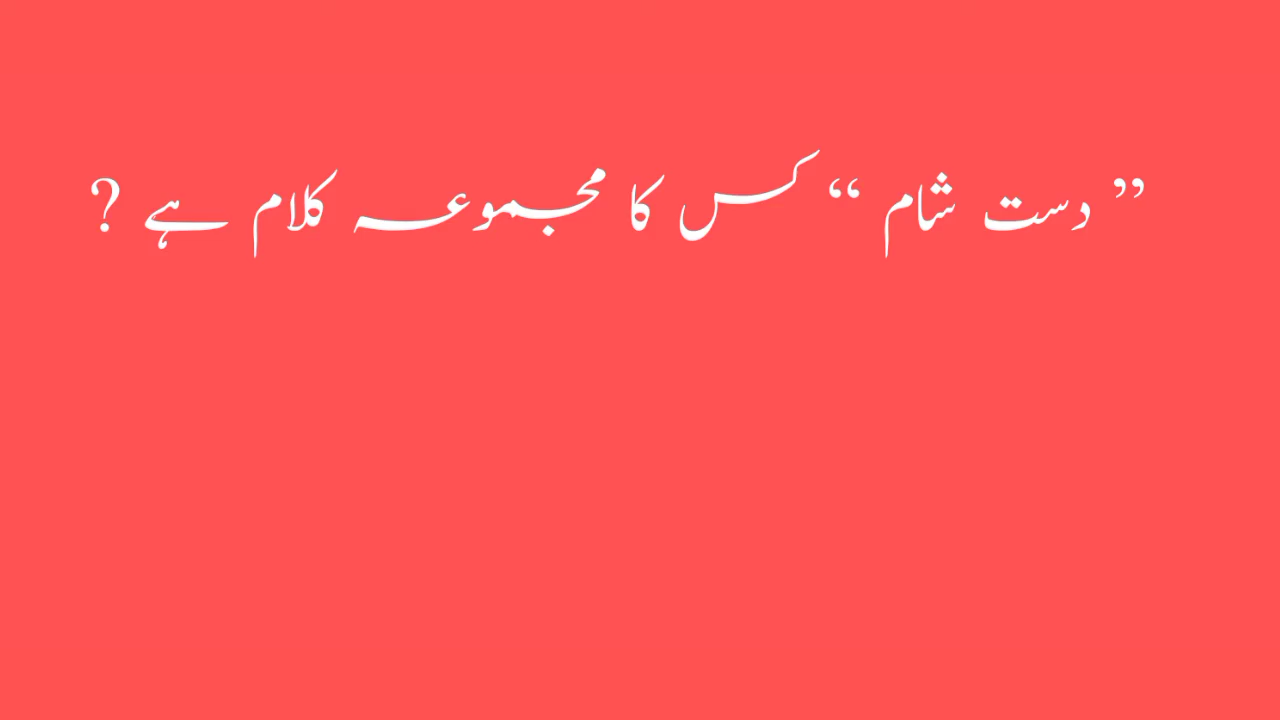 ” دست شام “ کس کا مجموعہ کلام ہے ?